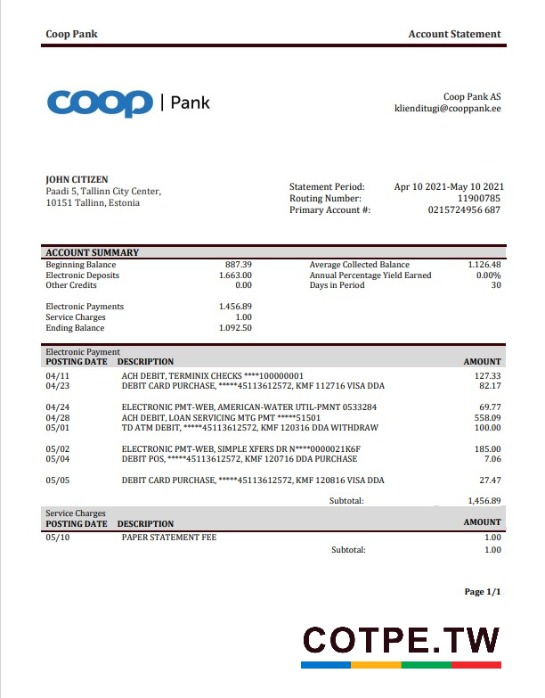 Coop Pank Account Statement
coop | Pank
Coop Pank AS
klienditugi@cooppank.ee
JOHN CITIZEN
Paadi 5, Tallinn City Center,
10151 Tallinn, Estonia
Statement Period: Apr 10 2021-May 10 2021
Routing Number: 11900785
Primary Account #: 0215724956 687
ACCOUNT SUMMARY
Beginning Balance 887.39 Average Collected Balance 1.126.48
Electronic Deposits 1.663.00 Annual Percentage Yield Earned 0.00%
Other Credits 0.00 Days in Period 30
Electronic Payments 1.456.89
Service Charges 1.00
Ending Balance 1.092.50
Electronic Payment
POSTING DATE DESCRIPTION AMOUNT
04/11 ACH DEBIT, TERMINIX CHECKS ****100000001 127.33
04/23 DEBIT CARD PURCHASE, *****45113612572, KMF 112716 VISA DDA 82.17
04/24 ELECTRONIC PMT-WEB, AMERICAN-WATER UTIL-PMNT 0533284 69.77
04/28 ACH DEBIT, LOAN SERVICING MTG PMT *****51501 558.09
05/01 TD ATM DEBIT, *****45113612572, KMF 120316 DDA WITHDRAW 100.00
05/02 ELECTRONIC PMT-WEB, SIMPLE XFERS DR N****0000021K6F 185.00
05/04 DEBIT POS, *****45113612572, KMF 120716 DDA PURCHASE 7.06
05/05 DEBIT CARD PURCHASE, *****45113612572, KMF 120816 VISA DDA 27.47
Subtotal: 1,456.89
Service Charges
POSTING DATE DESCRIPTION AMOUNT
05/10 PAPER STATEMENT FEE 1.00
Subtotal: 1.00
Page 1/1
COTPE.TW